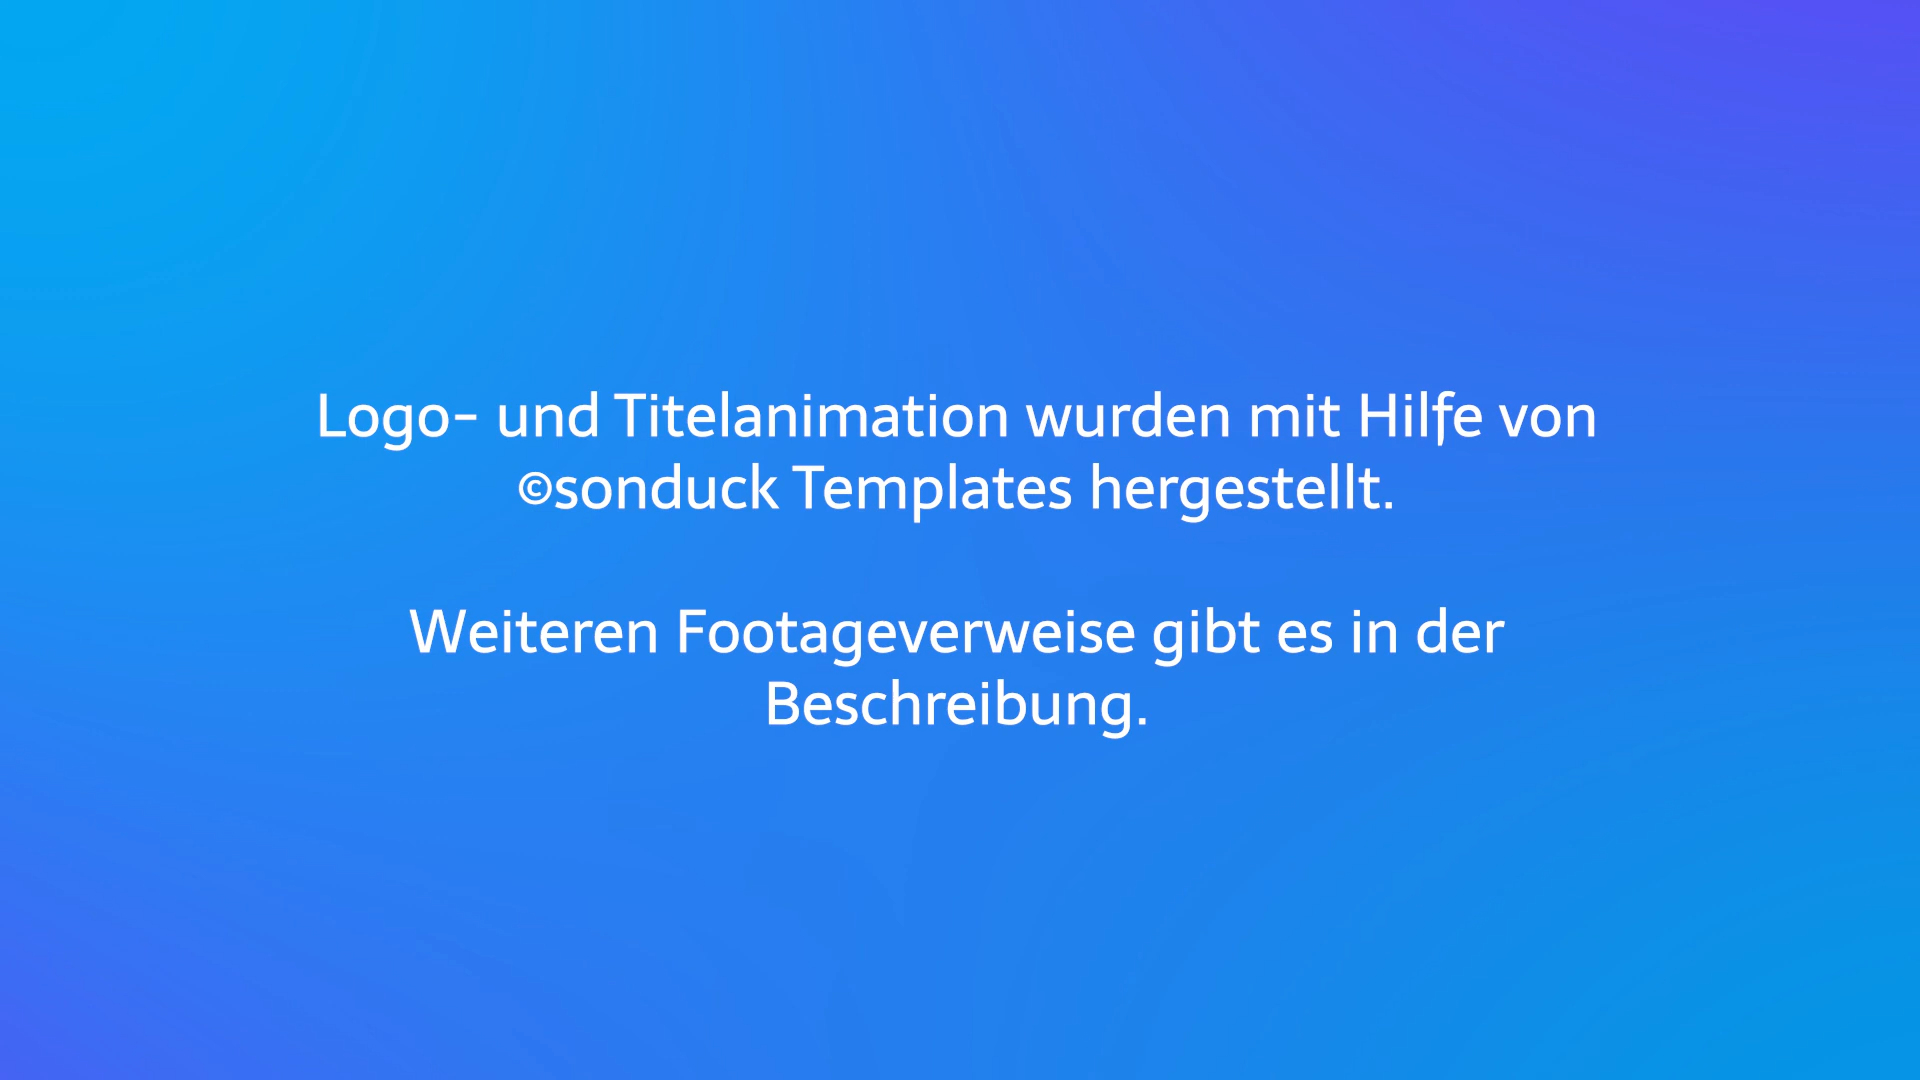 Logo- und Titelanimation wurden mit Hilfe von
©sonduck Templates hergestellt.
Weiteren Footageverweise gibt es in der
Beschreibung.